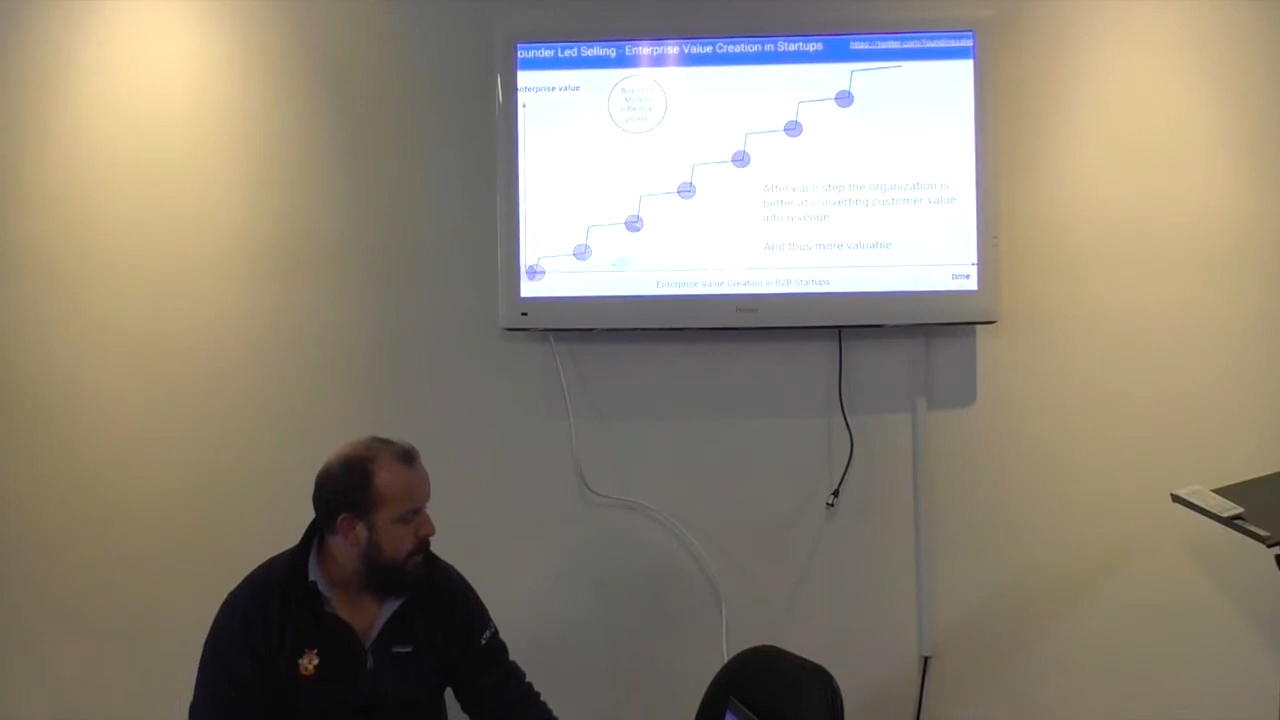 ounder Led Selling - Enterprise Value Creation in Startups
enterprise value
After each step the organization is
better at converting customer value
into revenue
And thus more valuable
time
Enterprise Value Creation in B2B Startups